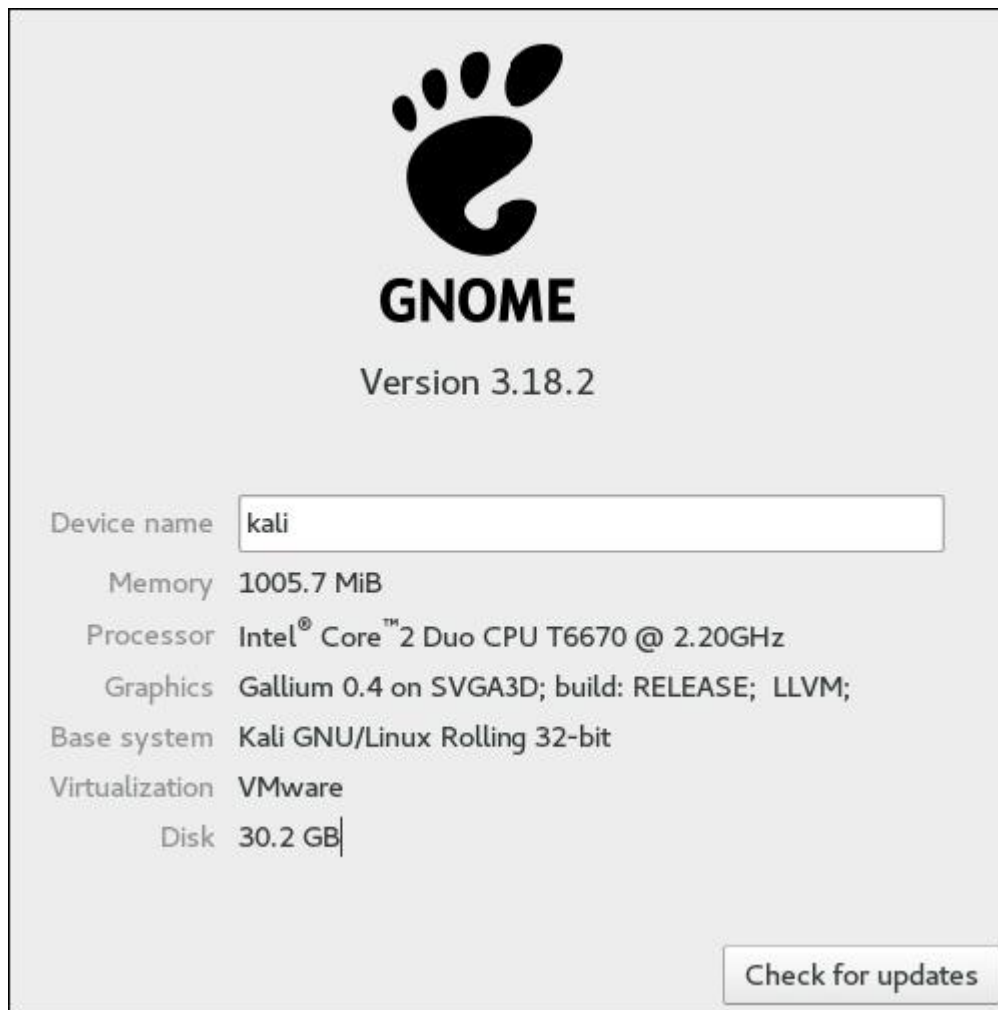 GNOME
Version 3.18.2
Device name kali
Memory 1005.7 MiB
Processor Intel® Core™2 Duo CPU T6670 @ 2.20GHz
Graphics Gallium 0.4 on SVGA3D; build: RELEASE;  LLVM;
Base system Kali GNU/Linux Rolling 32-bit
Virtualization VMware
Disk 30.2 GB
Check for updates